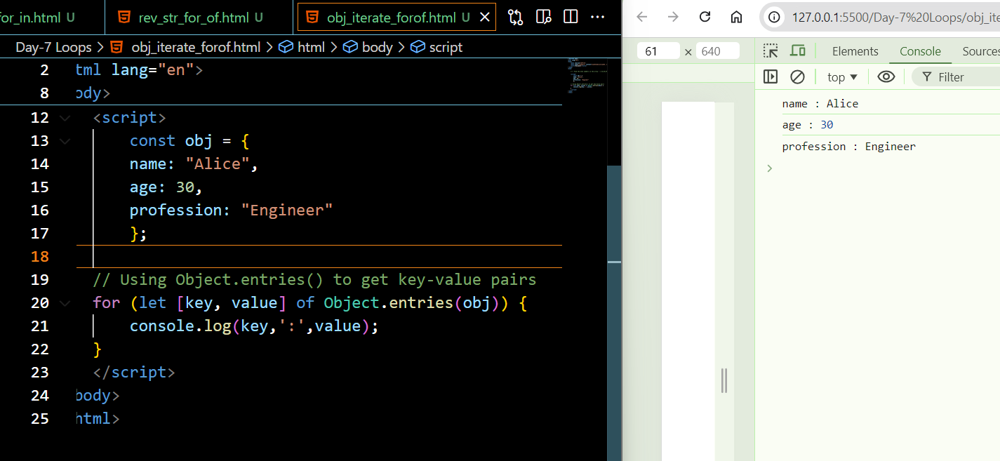 for_in.html U
rev_str_for_of.html U
obj_iterate_forof.html U
Day-7 Loops > obj_iterate_forof.html > html > body > script
2 tml lang="en">
8 ody>
12 <script>
13 const obj = {
14 name: "Alice",
15 age: 30,
16 profession: "Engineer"
17 };
18
19 // Using Object.entries() to get key-value pairs
20 for (let [key, value] of Object.entries(obj)) {
21 console.log(key,':',value);
22 }
23 </script>
24 body>
25 html>
127.0.0.1:5500/Day-7%20Loops/obj_ite
61 × 640
Elements Console Sources
top Filter
name : Alice
age : 30
profession : Engineer